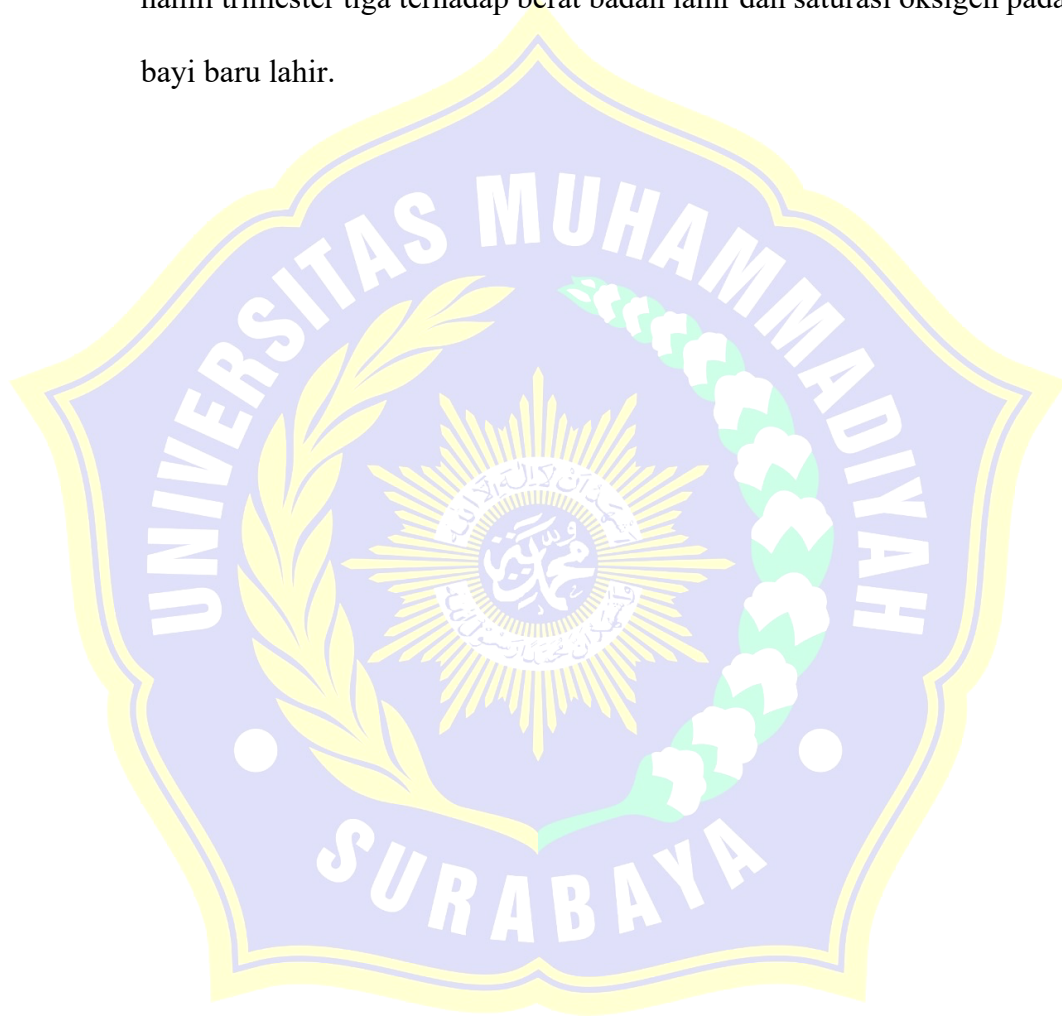 hamil trimester tiga terhadap berat badan lahir dan saturasi oksigen pada
bayi baru lahir.
UNIVERSITAS MUHAMMADIYAH
SURABAYA